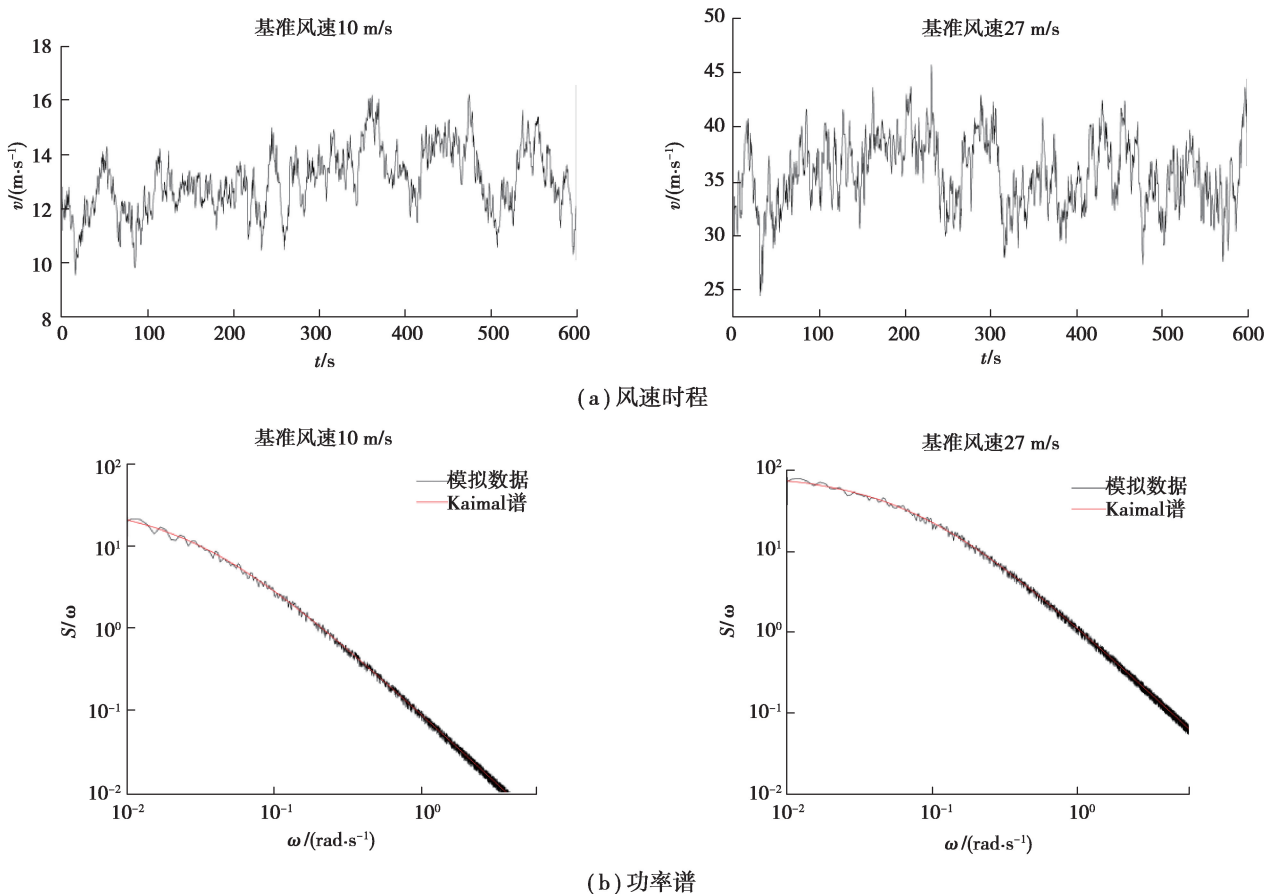 基准风速10 m/s
18
16
14
12
10
8
v/(m·s⁻¹)
0 100 200 300 400 500 600
t/s
基准风速27 m/s
50
45
40
35
30
25
v/(m·s⁻¹)
0 100 200 300 400 500 600
t/s
(a)风速时程
基准风速10 m/s
模拟数据
Kaimal谱
10²
10¹
10⁰
10⁻¹
10⁻²
S/ω
10⁻² 10⁻¹ 10⁰
ω/(rad·s⁻¹)
基准风速27 m/s
模拟数据
Kaimal谱
10²
10¹
10⁰
10⁻¹
10⁻²
S/ω
10⁻² 10⁻¹ 10⁰
ω/(rad·s⁻¹)
(b)功率谱